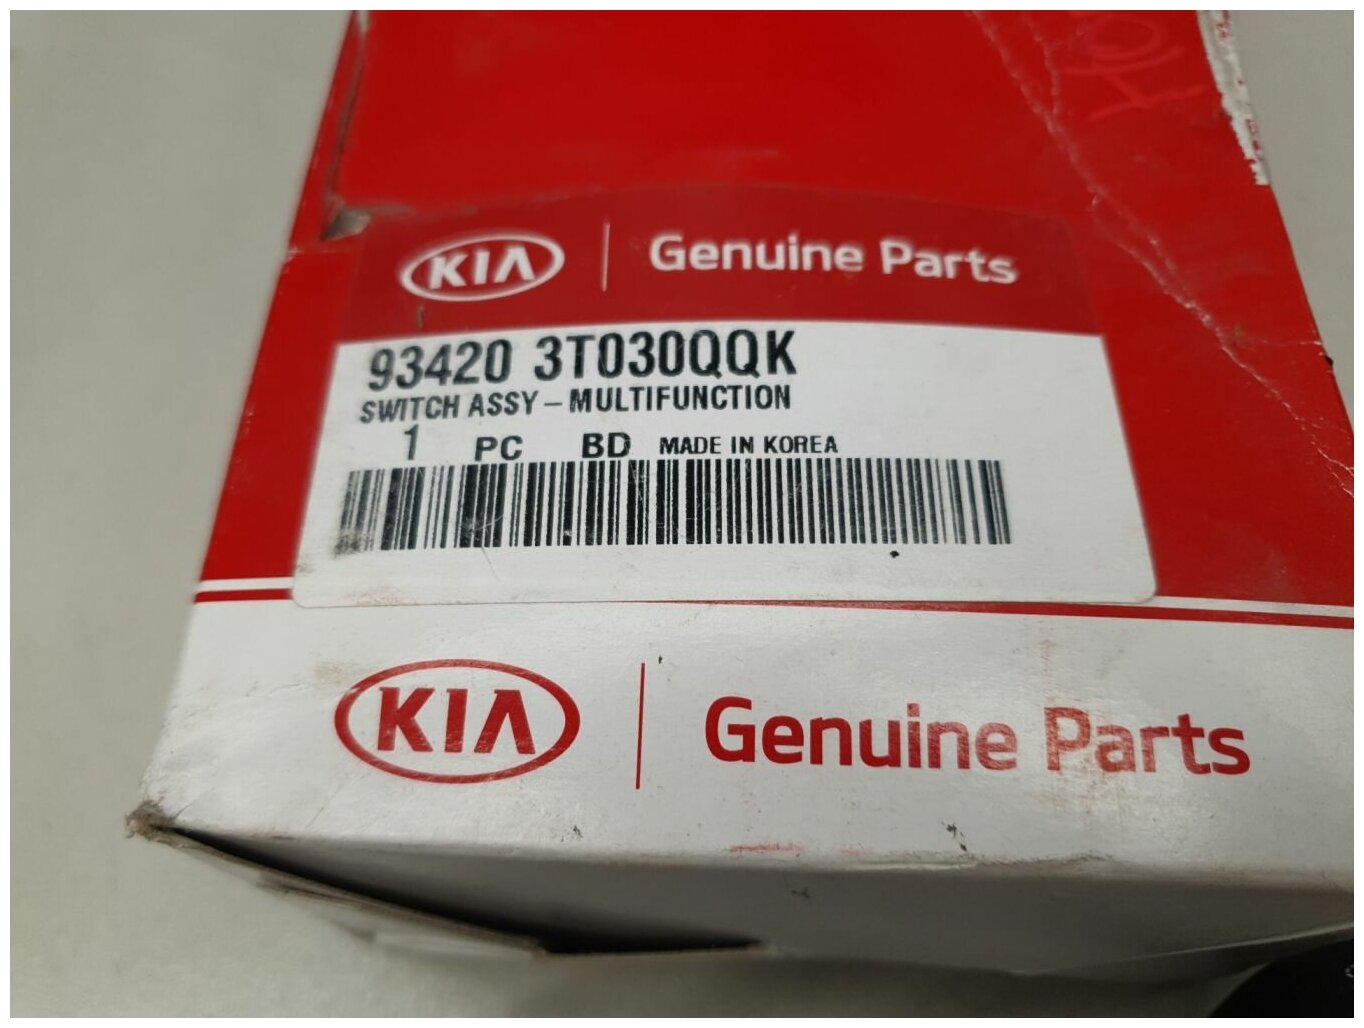 KIA Genuine Parts
93420 3T030QQK
SWITCH ASSY - MULTIFUNCTION
1 PC BD MADE IN KOREA
KIA Genuine Parts